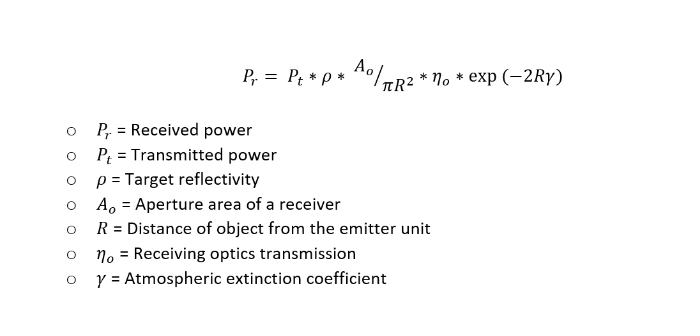 P_r = P_t * ρ * A_o/πR² * η_o * exp (−2Rγ)
○ P_r = Received power
○ P_t = Transmitted power
○ ρ = Target reflectivity
○ A_o = Aperture area of a receiver
○ R = Distance of object from the emitter unit
○ η_o = Receiving optics transmission
○ γ = Atmospheric extinction coefficient